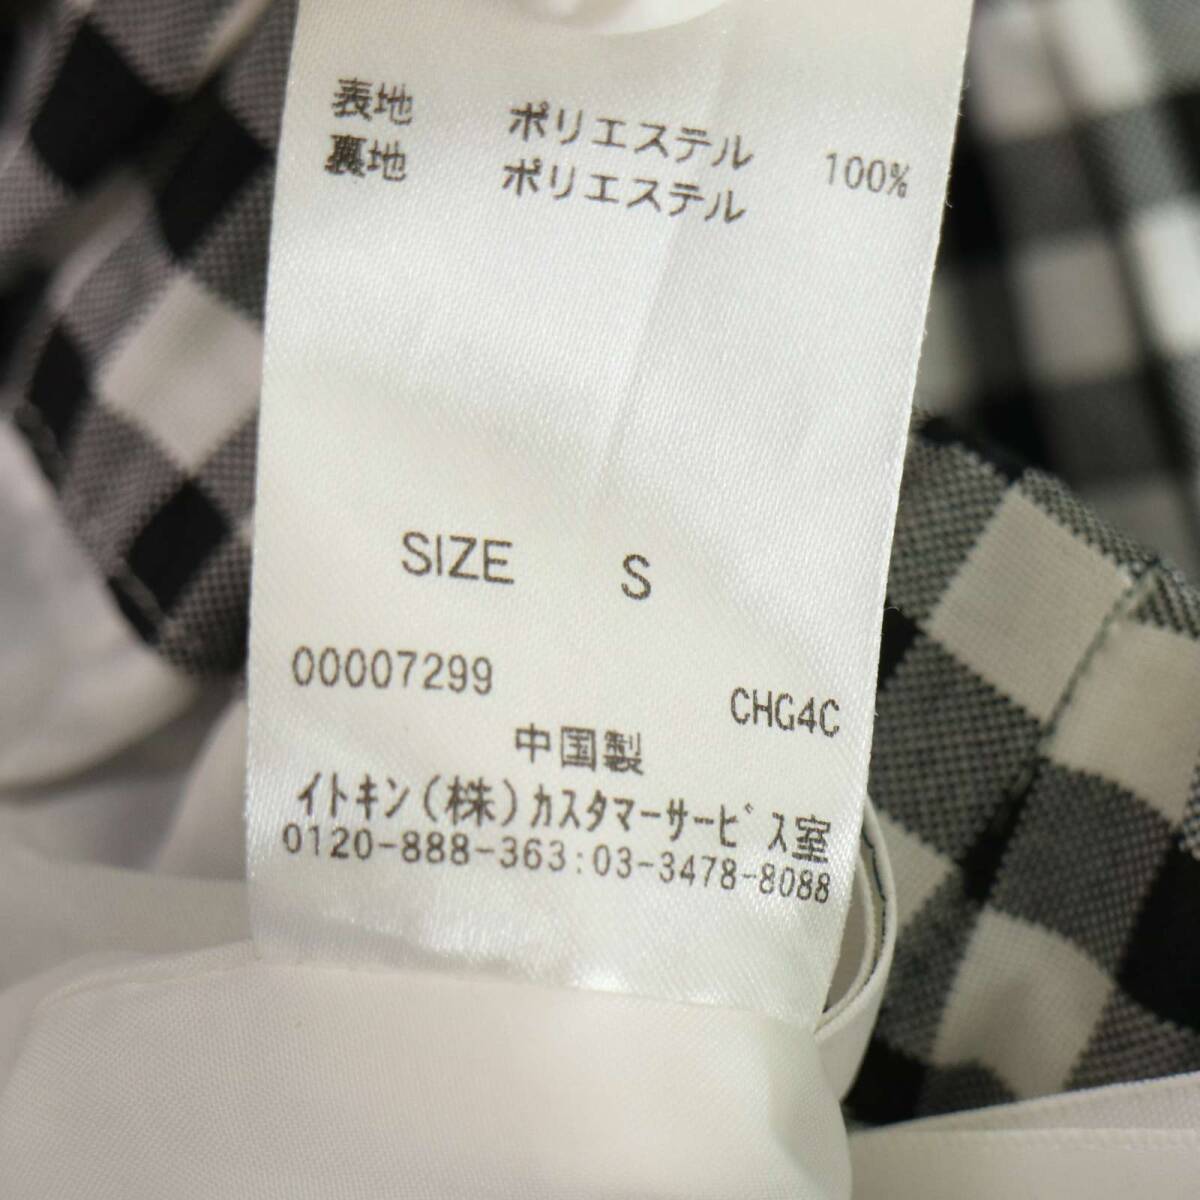 表地 ポリエステル 100%
裏地 ポリエステル
SIZE S
00007299
CHG4C
中国製
イトキン(株)カスタマーサービス室
0120-888-363:03-3478-8088